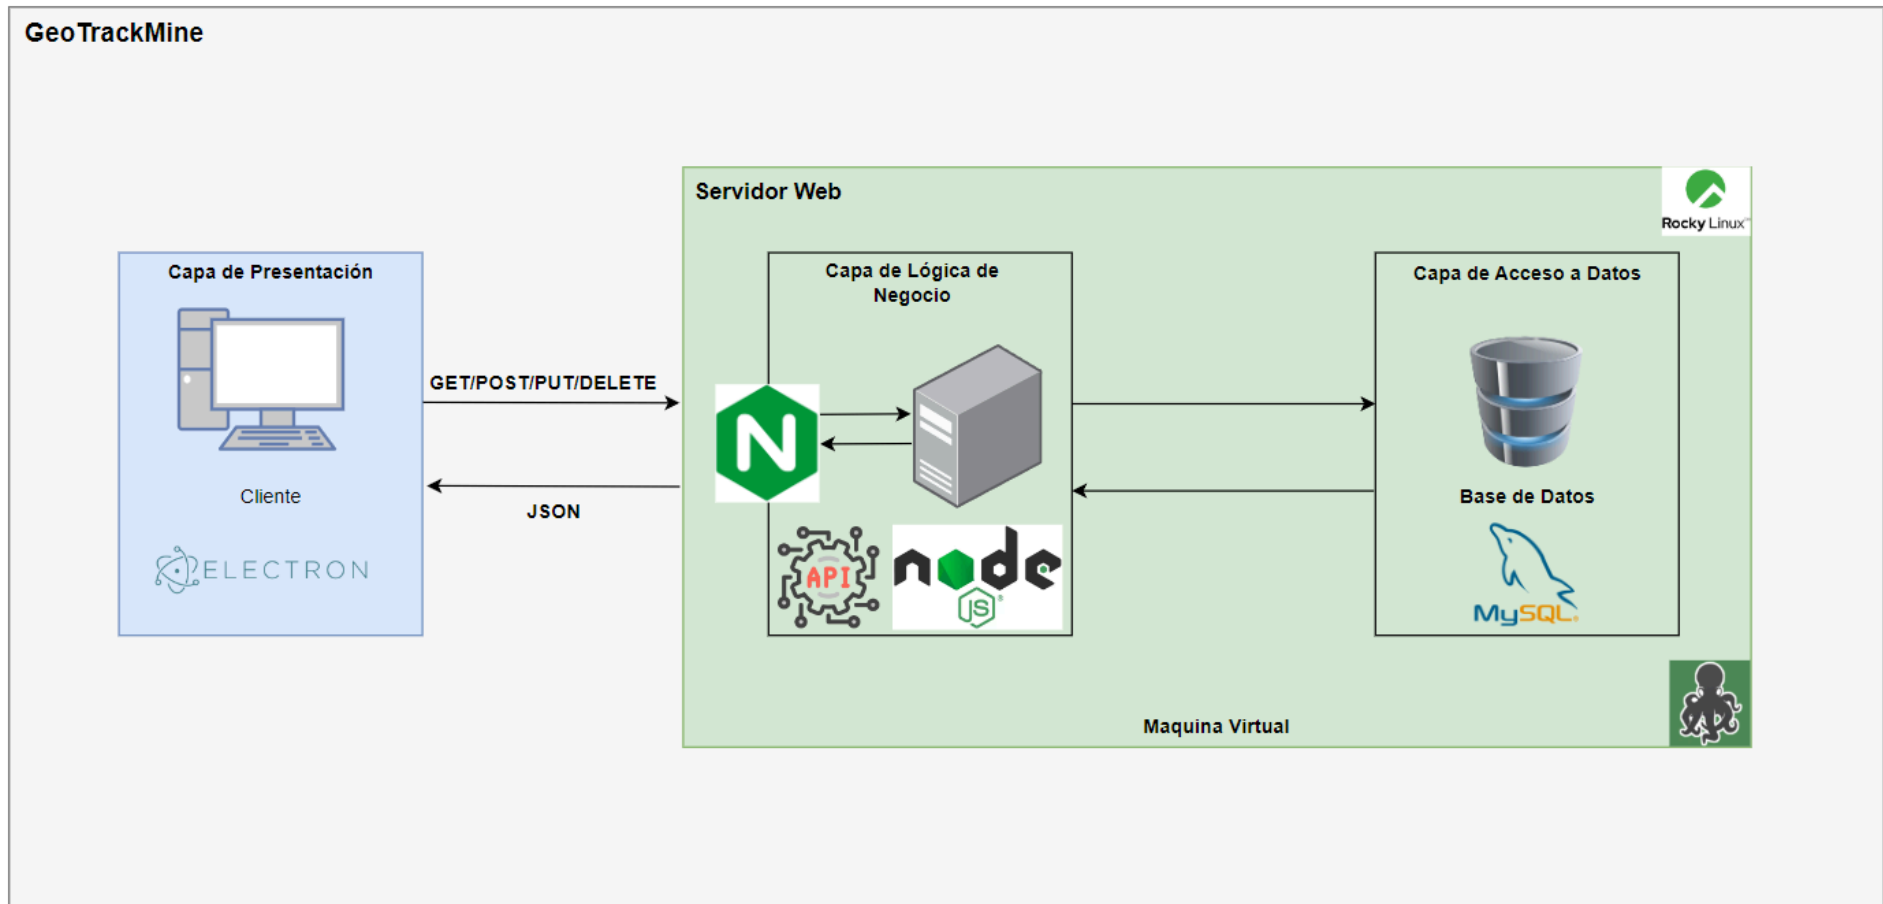 GeoTrackMine
Servidor Web
Rocky Linux™
Capa de Presentación
Capa de Lógica de
Negocio
Capa de Acceso a Datos
GET/POST/PUT/DELETE
N
Cliente
JSON
Base de Datos
ELECTRON
API
node
JS®
MySQL®
Maquina Virtual